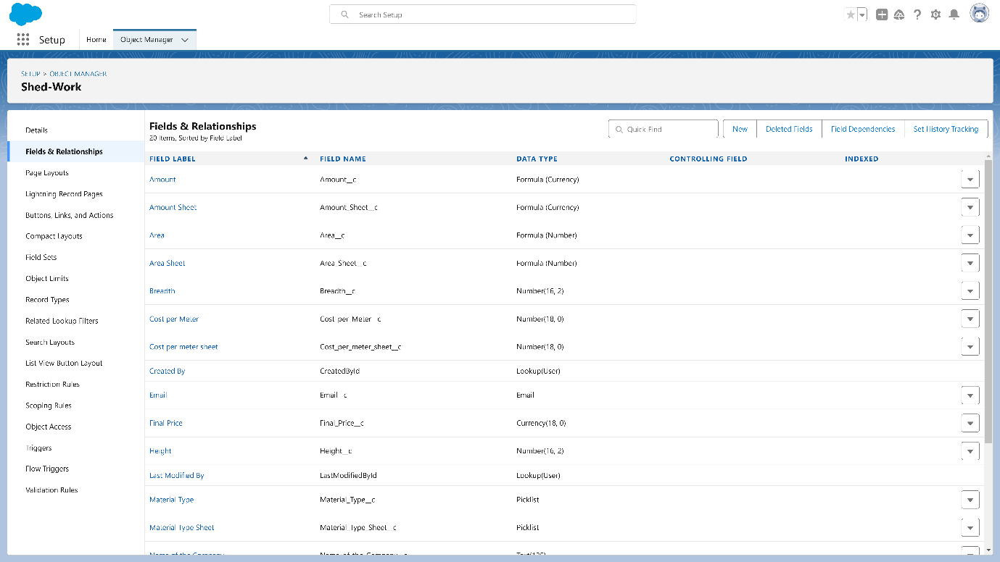 Search Setup
Setup
Home
Object Manager
SETUP > OBJECT MANAGER
Shed-Work
Details
Fields & Relationships
Page Layouts
Lightning Record Pages
Buttons, Links, and Actions
Compact Layouts
Field Sets
Object Limits
Record Types
Related Lookup Filters
Search Layouts
List View Button Layout
Restriction Rules
Scoping Rules
Object Access
Triggers
Flow Triggers
Validation Rules
Fields & Relationships
20 Items, Sorted by Field Label
Quick Find
New
Deleted Fields
Field Dependencies
Set History Tracking
FIELD LABEL FIELD NAME DATA TYPE CONTROLLING FIELD INDEXED
Amount Amount__c Formula (Currency)
Amount Sheet Amount_Sheet__c Formula (Currency)
Area Area__c Formula (Number)
Area Sheet Area_Sheet__c Formula (Number)
Breadth Breadth__c Number(16, 2)
Cost per Meter Cost_per_Meter__c Number(18, 0)
Cost per meter sheet Cost_per_meter_sheet__c Number(18, 0)
Created By CreatedById Lookup(User)
Email Email__c Email
Final Price Final_Price__c Currency(18, 0)
Height Height__c Number(16, 2)
Last Modified By LastModifiedById Lookup(User)
Material Type Material_Type__c Picklist
Material Type Sheet Material_Type_Sheet__c Picklist
Name of the Company Name_of_the_Company__c